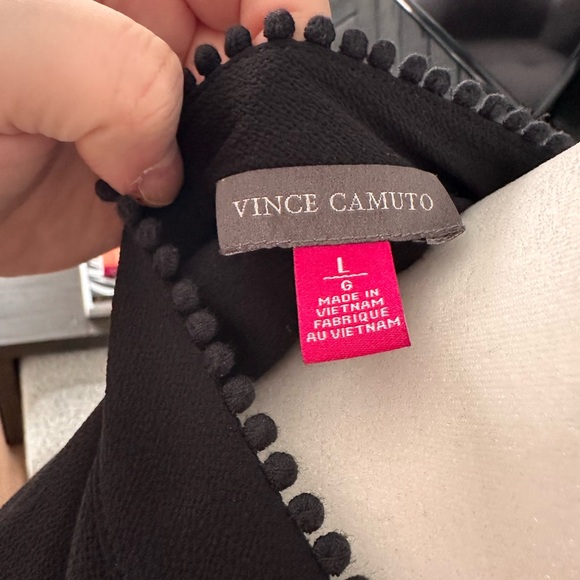 VINCE CAMUTO
L
G
MADE IN
VIETNAM
FABRIQUE
AU VIETNAM